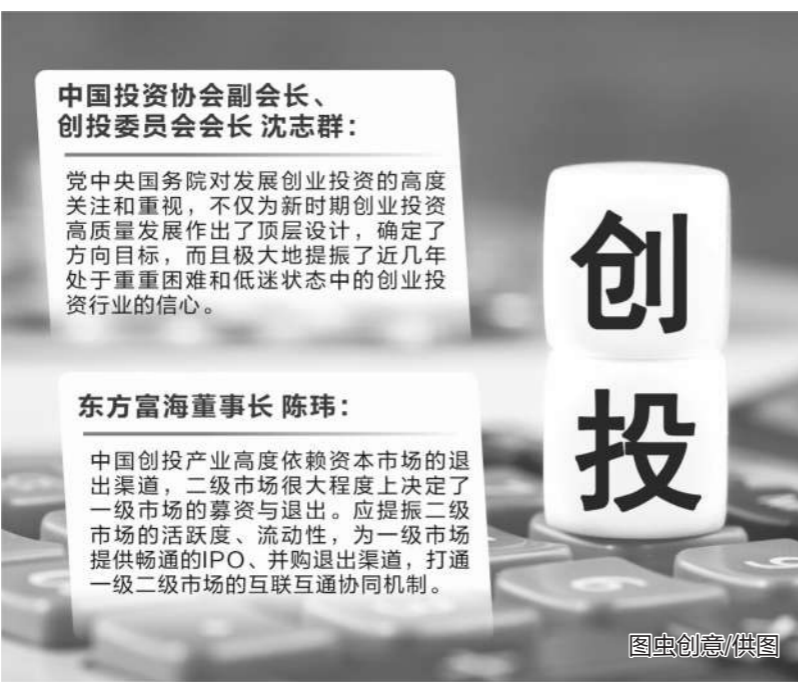 中国投资协会副会长、
创投委员会会长 沈志群：
党中央国务院对发展创业投资的高度
关注和重视，不仅为新时期创业投资
高质量发展作出了顶层设计，确定了
方向目标，而且极大地提振了近几年
处于重重困难和低迷状态中的创业投
资行业的信心。
东方富海董事长 陈玮：
中国创投产业高度依赖资本市场的退
出渠道，二级市场很大程度上决定了
一级市场的募资与退出。应提振二级
市场的活跃度、流动性，为一级市场
提供畅通的IPO、并购退出渠道，打通
一级二级市场的互联互通协同机制。
创
投
图虫创意/供图